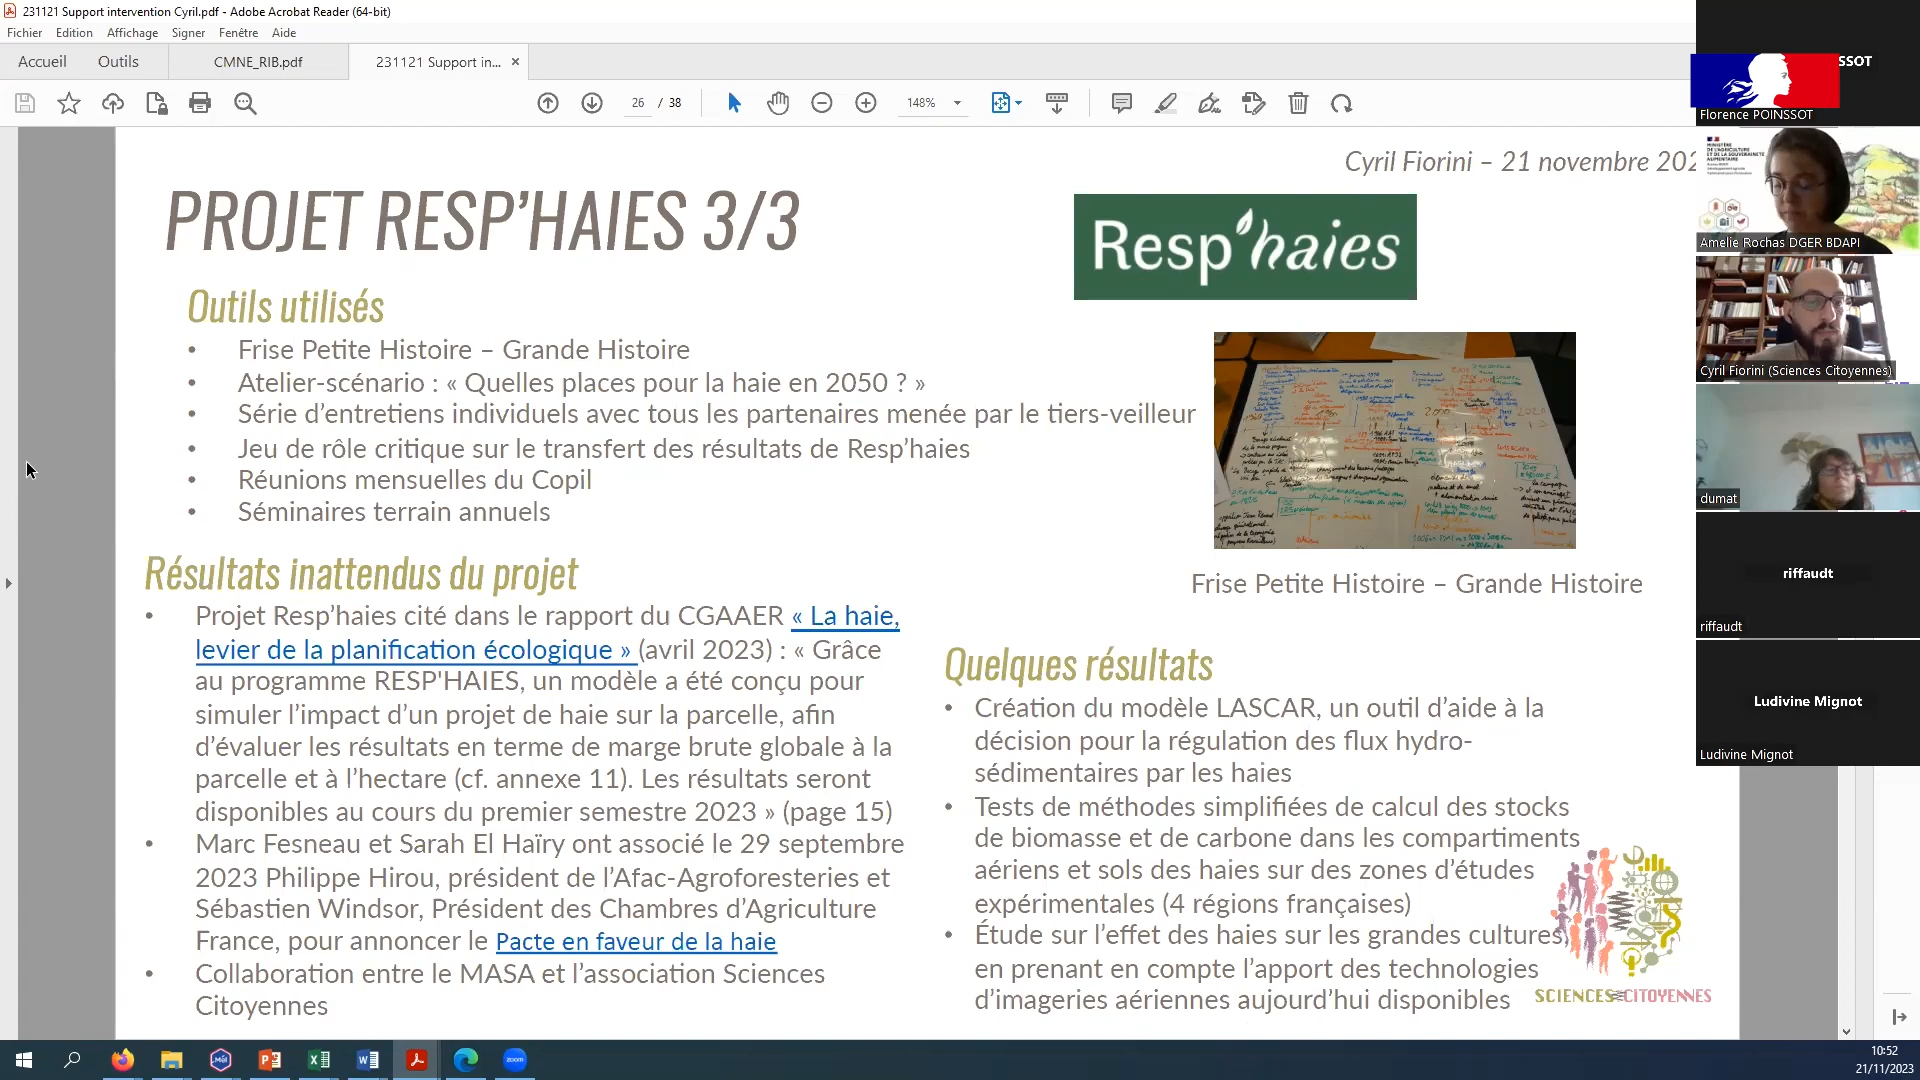 231121 Support intervention Cyril.pdf - Adobe Acrobat Reader (64-bit)
Fichier Edition Affichage Signer Fenêtre Aide
Accueil Outils CMNE_RIB.pdf 231121 Support in... ×
26 / 38 148%
Cyril Fiorini – 21 novembre 202
PROJET RESP’HAIES 3/3
Resp’haies
Outils utilisés
• Frise Petite Histoire – Grande Histoire
• Atelier-scénario : « Quelles places pour la haie en 2050 ? »
• Série d’entretiens individuels avec tous les partenaires menée par le tiers-veilleur
• Jeu de rôle critique sur le transfert des résultats de Resp’haies
• Réunions mensuelles du Copil
• Séminaires terrain annuels
Frise Petite Histoire – Grande Histoire
Résultats inattendus du projet
• Projet Resp’haies cité dans le rapport du CGAAER « La haie,
levier de la planification écologique » (avril 2023) : « Grâce
au programme RESP'HAIES, un modèle a été conçu pour
simuler l’impact d’un projet de haie sur la parcelle, afin
d’évaluer les résultats en terme de marge brute globale à la
parcelle et à l’hectare (cf. annexe 11). Les résultats seront
disponibles au cours du premier semestre 2023 » (page 15)
• Marc Fesneau et Sarah El Haïry ont associé le 29 septembre
2023 Philippe Hirou, président de l’Afac-Agroforesteries et
Sébastien Windsor, Président des Chambres d’Agriculture
France, pour annoncer le Pacte en faveur de la haie
• Collaboration entre le MASA et l’association Sciences
Citoyennes
Quelques résultats
• Création du modèle LASCAR, un outil d’aide à la
décision pour la régulation des flux hydro-
sédimentaires par les haies
• Tests de méthodes simplifiées de calcul des stocks
de biomasse et de carbone dans les compartiments
aériens et sols des haies sur des zones d’études
expérimentales (4 régions françaises)
• Étude sur l’effet des haies sur les grandes cultures
en prenant en compte l’apport des technologies
d’imageries aériennes aujourd’hui disponibles
SCIENCES CITOYENNES
SSOT
Florence POINSSOT
MINISTÈRE
DE L'AGRICULTURE
ET DE LA SOUVERAINETÉ
ALIMENTAIRE
Amelie Rochas DGER BDAPI
Cyril Fiorini (Sciences Citoyennes)
dumat
riffaudt
riffaudt
Ludivine Mignot
Ludivine Mignot
zoom
10:52
21/11/2023